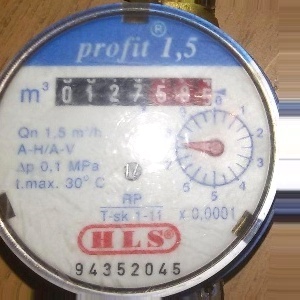 profit® 1,5
m³ 0127585
Qn 1,5 m³/h
A-H/A-V
Δp 0,1 MPa
t.max. 30° C
RP
T-sk 1-11
x 0,0001
HLS
94352045